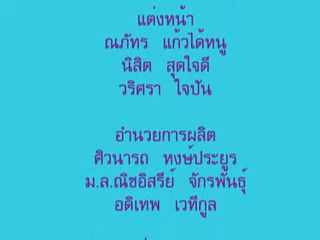 แต่งหน้า
ณภัทร แก้วได้หนู
นิสิต สุดใจดี
วริศรา ใจปัน
อำนวยการผลิต
ศิวนารถ หงษ์ประยูร
ม.ล.ณิชอิสรีย์ จักรพันธุ์
อดิเทพ เวทีกูล